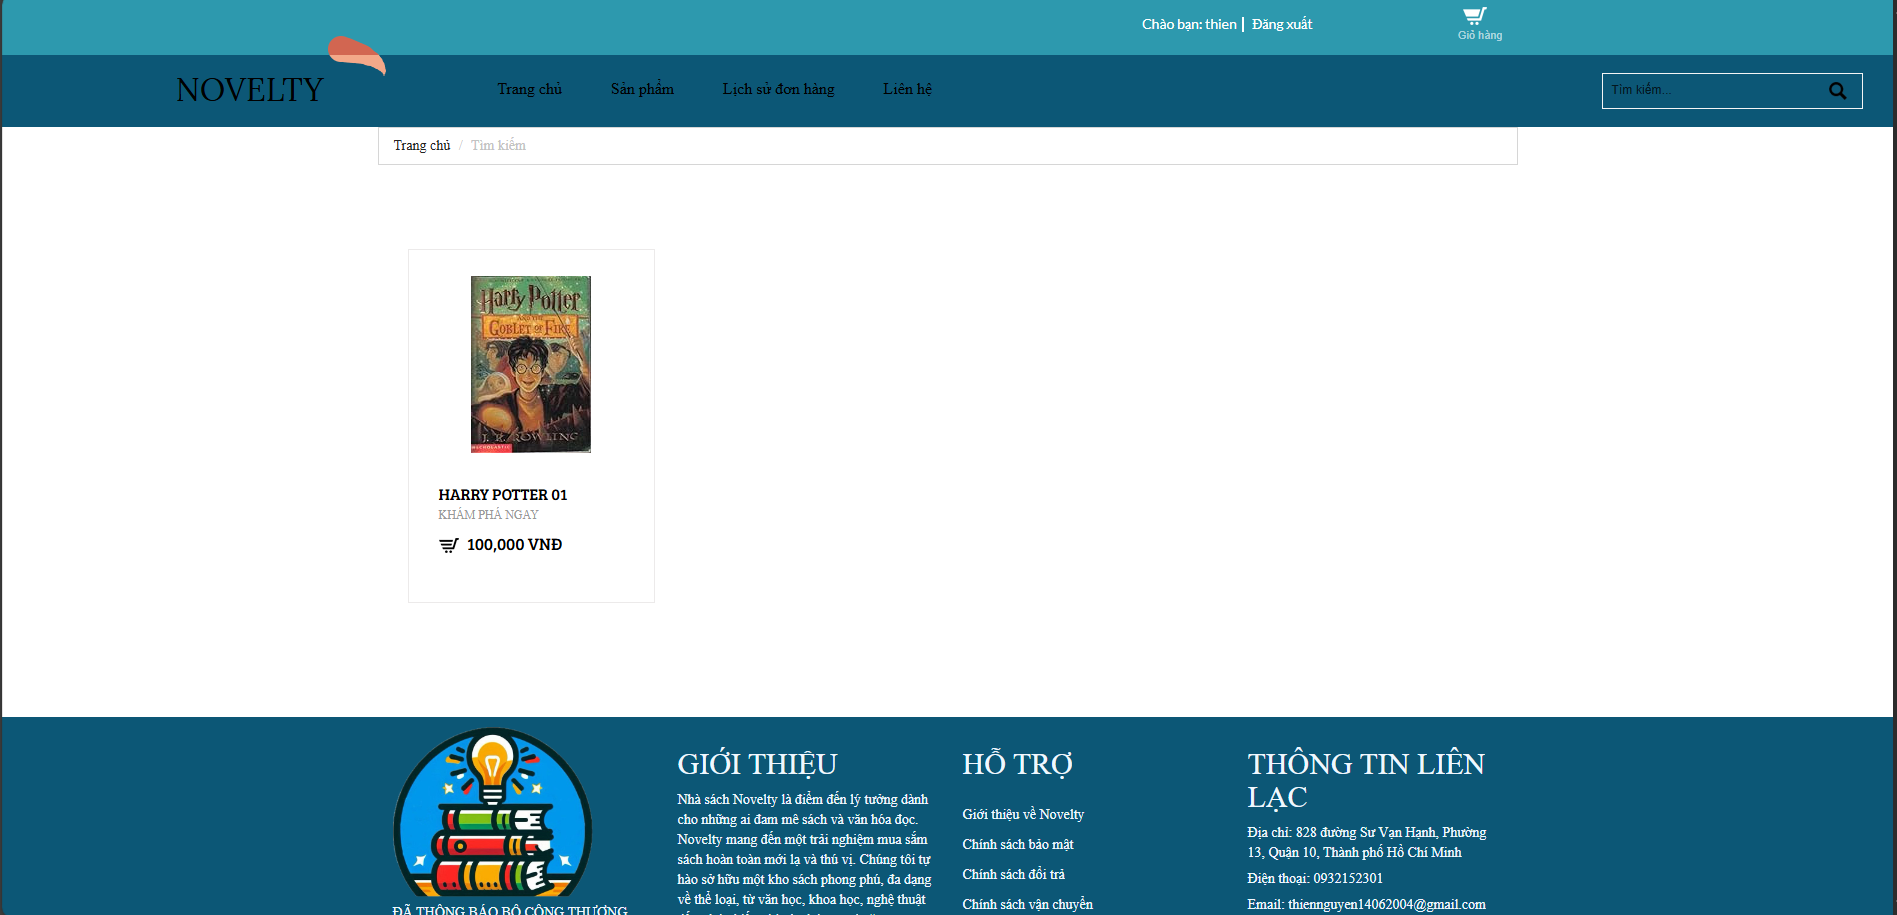 Chào bạn: thien | Đăng xuất
Giỏ hàng
NOVELTY
Trang chủ
Sản phẩm
Lịch sử đơn hàng
Liên hệ
Tìm kiếm...
Trang chủ / Tìm kiếm
Harry Potter
AND THE
GOBLET OF FIRE
J. K. ROWLING
SCHOLASTIC
HARRY POTTER 01
KHÁM PHÁ NGAY
100,000 VNĐ
ĐÃ THÔNG BÁO BỘ CÔNG THƯƠNG
GIỚI THIỆU
Nhà sách Novelty là điểm đến lý tưởng dành
cho những ai đam mê sách và văn hóa đọc.
Novelty mang đến một trải nghiệm mua sắm
sách hoàn toàn mới lạ và thú vị. Chúng tôi tự
hào sở hữu một kho sách phong phú, đa dạng
về thể loại, từ văn học, khoa học, nghệ thuật
HỖ TRỢ
Giới thiệu về Novelty
Chính sách bảo mật
Chính sách đổi trả
Chính sách vận chuyển
THÔNG TIN LIÊN
LẠC
Địa chỉ: 828 đường Sư Vạn Hạnh, Phường
13, Quận 10, Thành phố Hồ Chí Minh
Điện thoại: 0932152301
Email: thiennguyen14062004@gmail.com